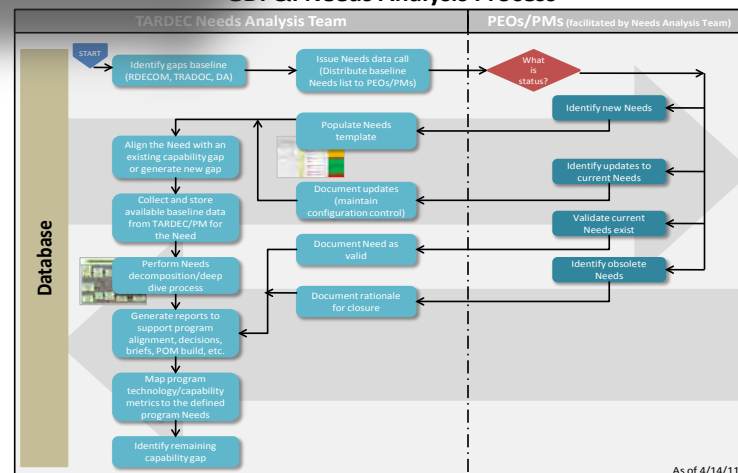 Needs Analysis Process
TARDEC Needs Analysis Team
PEOs/PMs (facilitated by Needs Analysis Team)
START
Identify gaps baseline
(RDECOM, TRADOC, DA)
Issue Needs data call
(Distribute baseline
Needs list to PEOs/PMs)
What
is
status?
Identify new Needs
Populate Needs
template
Align the Need with an
existing capability gap
or generate new gap
Identify updates to
current Needs
Document updates
(maintain
configuration control)
Collect and store
available baseline data
from TARDEC/PM for
the Need
Validate current
Needs exist
Document Need as
valid
Perform Needs
decomposition/deep
dive process
Identify obsolete
Needs
Document rationale
for closure
Generate reports to
support program
alignment, decisions,
briefs, POM build, etc.
Map program
technology/capability
metrics to the defined
program Needs
Identify remaining
capability gap
Database
As of 4/14/11